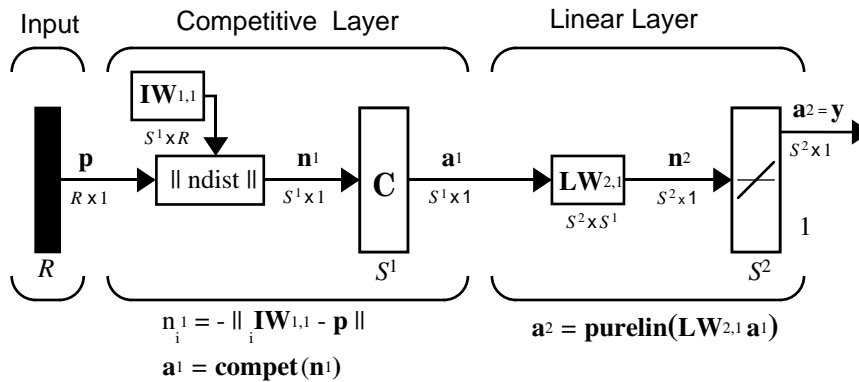 Input Competitive Layer Linear Layer
IW1,1
S1xR
p
R x 1
|| ndist ||
n1
S1 x 1
C
a1
S1 x 1
LW2,1
S2 x S1
n2
S2 x 1
a2 = y
S2 x 1
1
R S1 S2
ni1 = - || iIW1,1 - p ||
a1 = compet(n1)
a2 = purelin(LW2,1 a1)